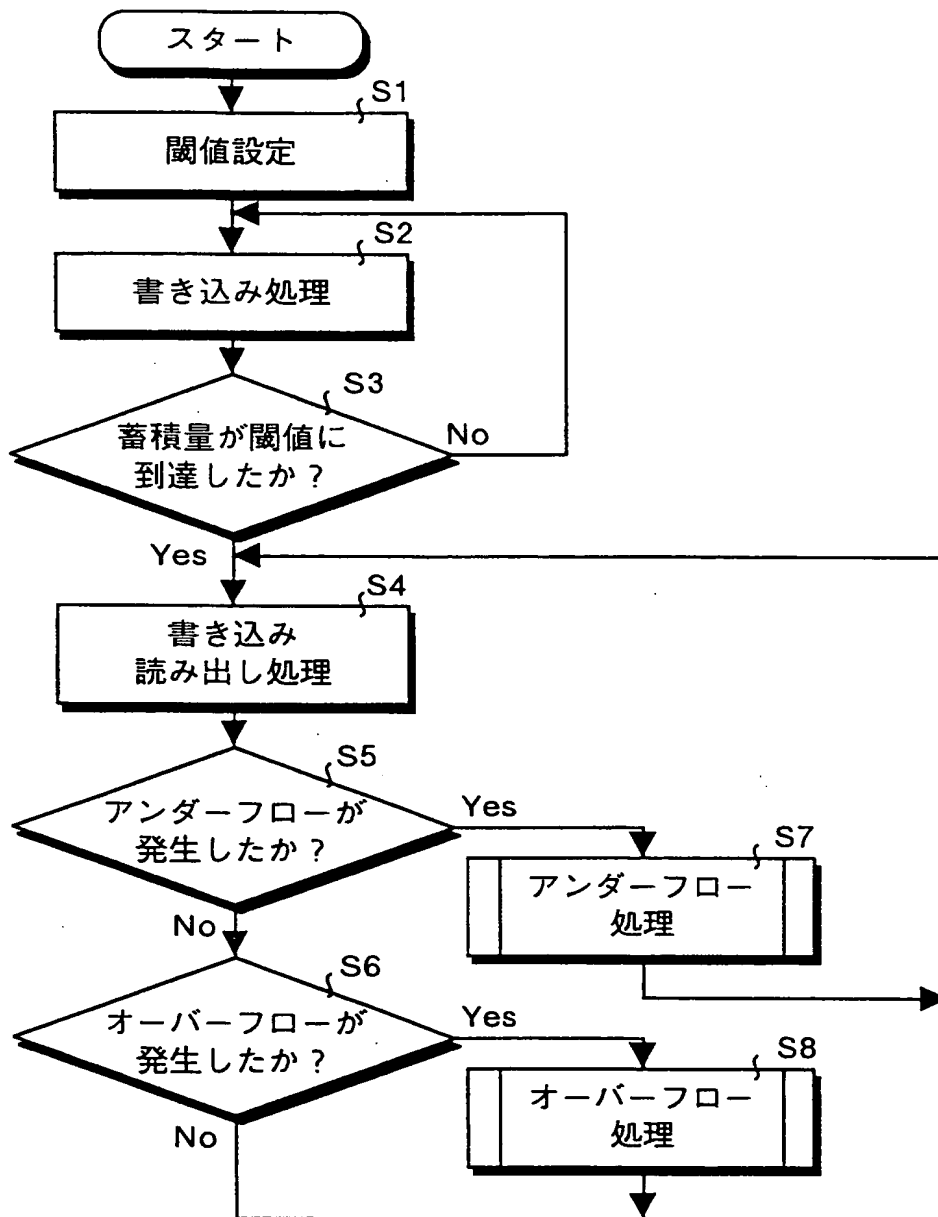 スタート
S1
閾値設定
S2
書き込み処理
S3
蓄積量が閾値に
到達したか？
No
Yes
S4
書き込み
読み出し処理
S5
アンダーフローが
発生したか？
Yes
No
S7
アンダーフロー
処理
S6
オーバーフローが
発生したか？
Yes
No
S8
オーバーフロー
処理